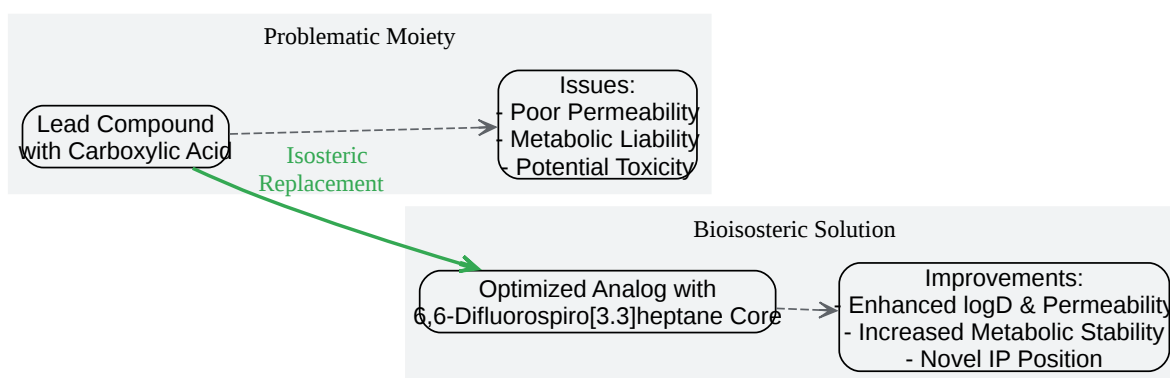 Problematic Moiety
Lead Compound
with Carboxylic Acid
Issues:
- Poor Permeability
- Metabolic Liability
- Potential Toxicity
Isosteric
Replacement
Bioisosteric Solution
Optimized Analog with
6,6-Difluorospiro[3.3]heptane Core
Improvements:
- Enhanced logD & Permeability
- Increased Metabolic Stability
- Novel IP Position